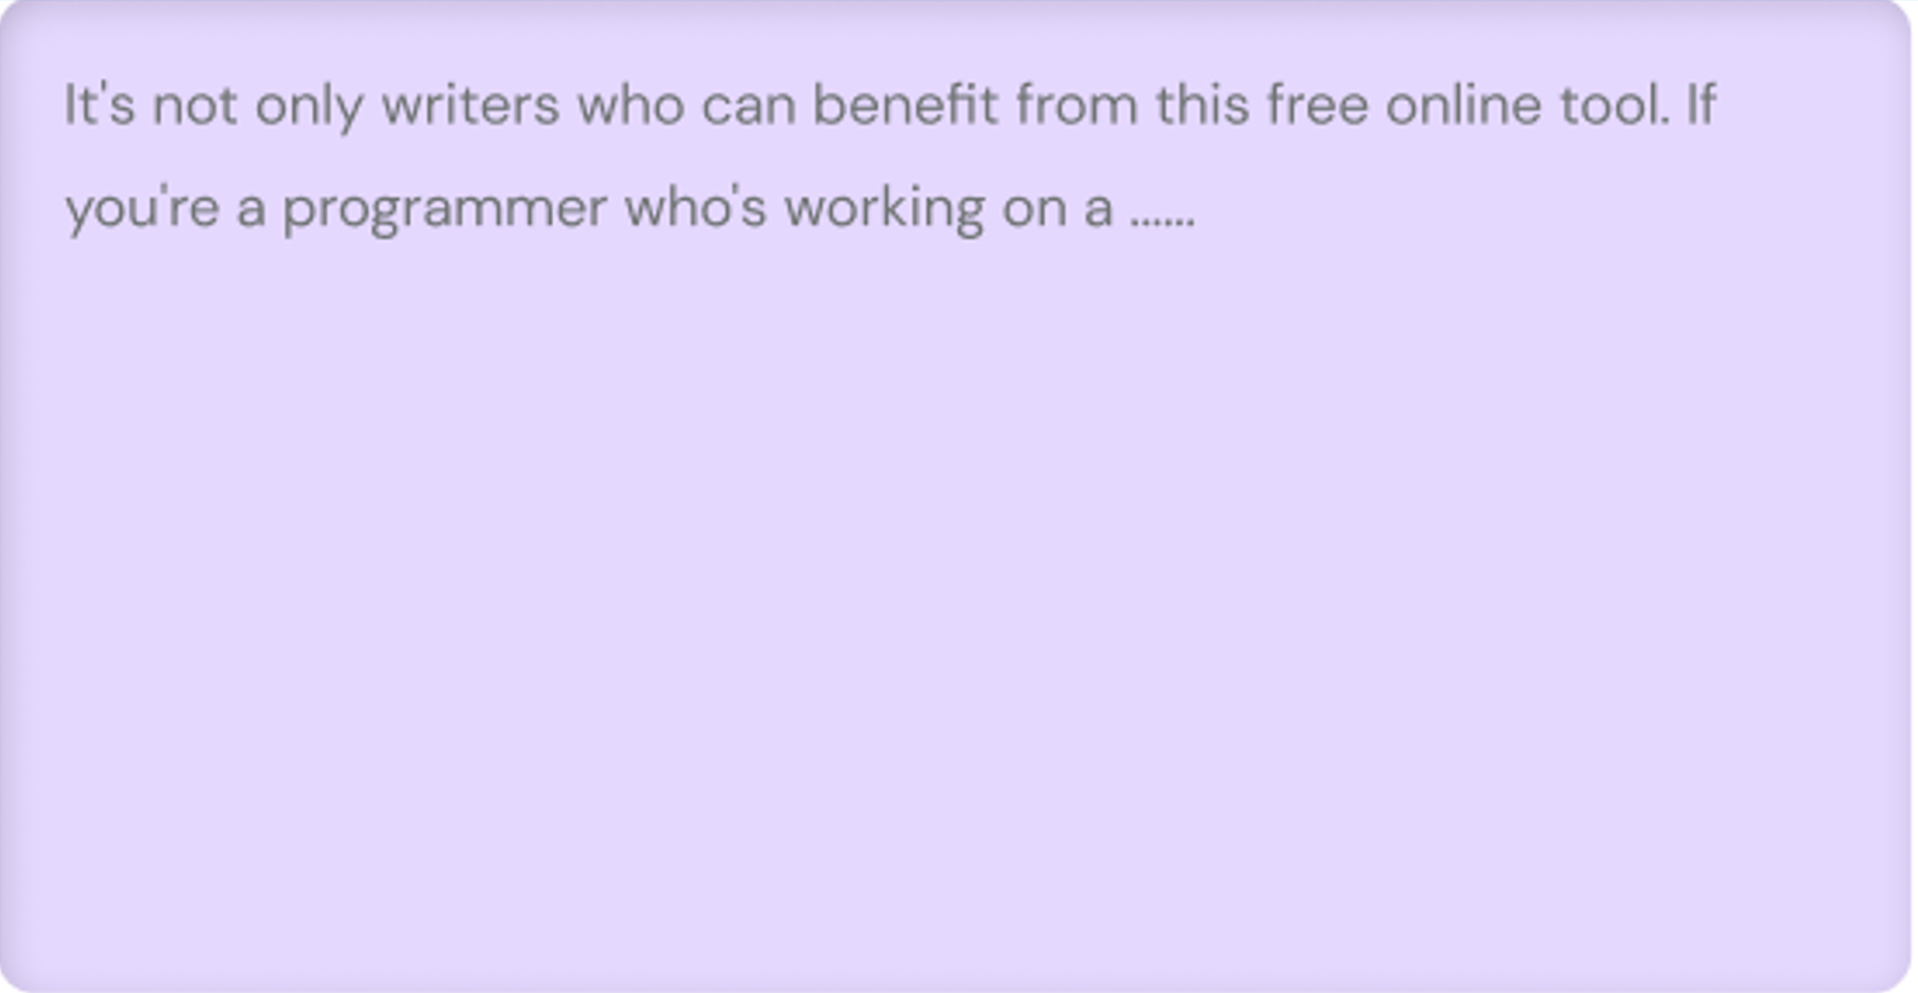 It's not only writers who can benefit from this free online tool. If
you're a programmer who's working on a ......